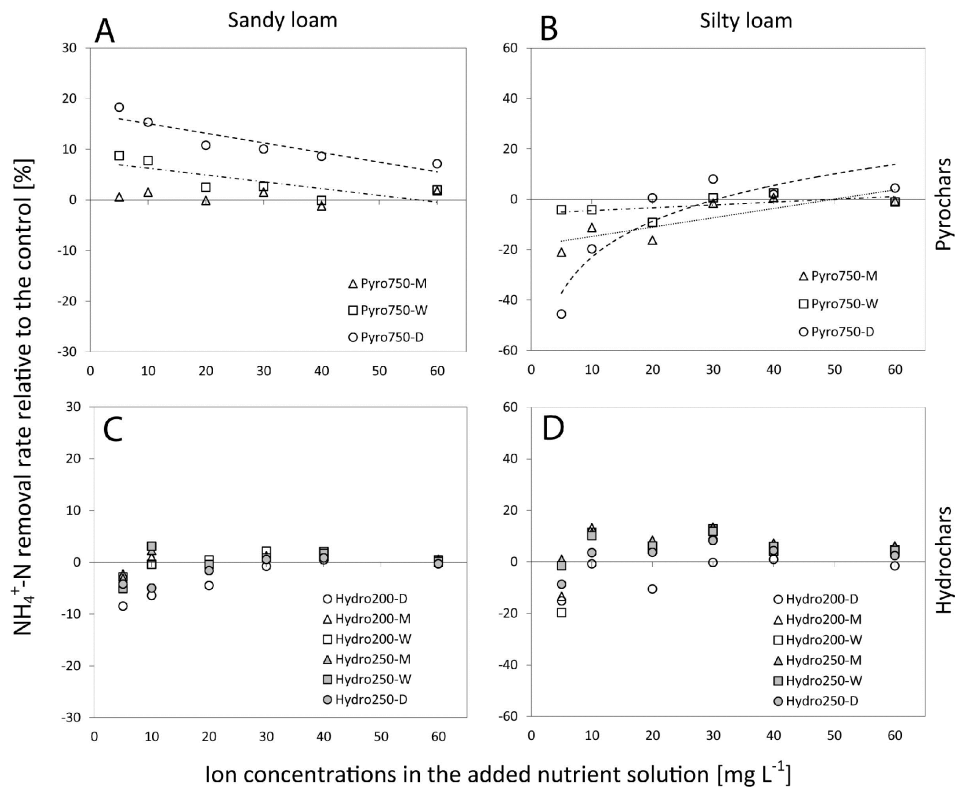 Sandy loam
Silty loam
A
30
20
10
0
-10
-20
-30
0 10 20 30 40 50 60
Pyro750-M
Pyro750-W
Pyro750-D
B
60
40
20
0
-20
-40
-60
0 10 20 30 40 50 60
Pyro750-M
Pyro750-W
Pyro750-D
Pyrochars
C
30
20
10
0
-10
-20
-30
0 10 20 30 40 50 60
Hydro200-D
Hydro200-M
Hydro200-W
Hydro250-M
Hydro250-W
Hydro250-D
D
60
40
20
0
-20
-40
-60
0 10 20 30 40 50 60
Hydro200-D
Hydro200-M
Hydro200-W
Hydro250-M
Hydro250-W
Hydro250-D
Hydrochars
NH₄⁺-N removal rate relative to the control [%]
Ion concentrations in the added nutrient solution [mg L⁻¹]